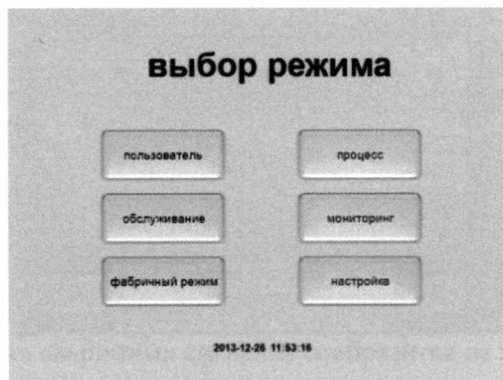 выбор режима
пользователь
процесс
обслуживание
мониторинг
фабричный режим
настройка
2013-12-26 11:53:16